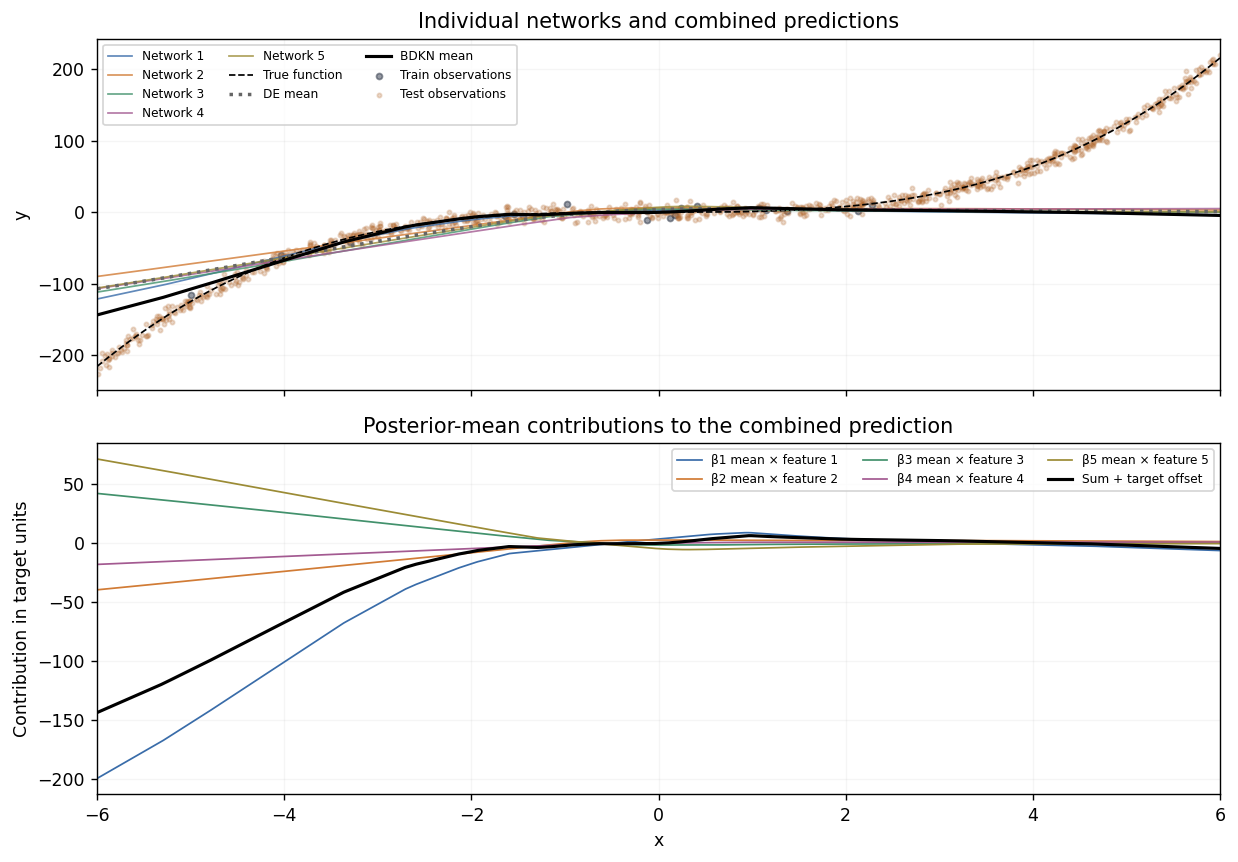 Individual networks and combined predictions
Network 1
Network 2
Network 3
Network 4
Network 5
True function
DE mean
BDKN mean
Train observations
Test observations
200
100
0
−100
−200
y
Posterior-mean contributions to the combined prediction
β1 mean × feature 1
β2 mean × feature 2
β3 mean × feature 3
β4 mean × feature 4
β5 mean × feature 5
Sum + target offset
50
0
−50
−100
−150
−200
Contribution in target units
−6
−4
−2
0
2
4
6
x